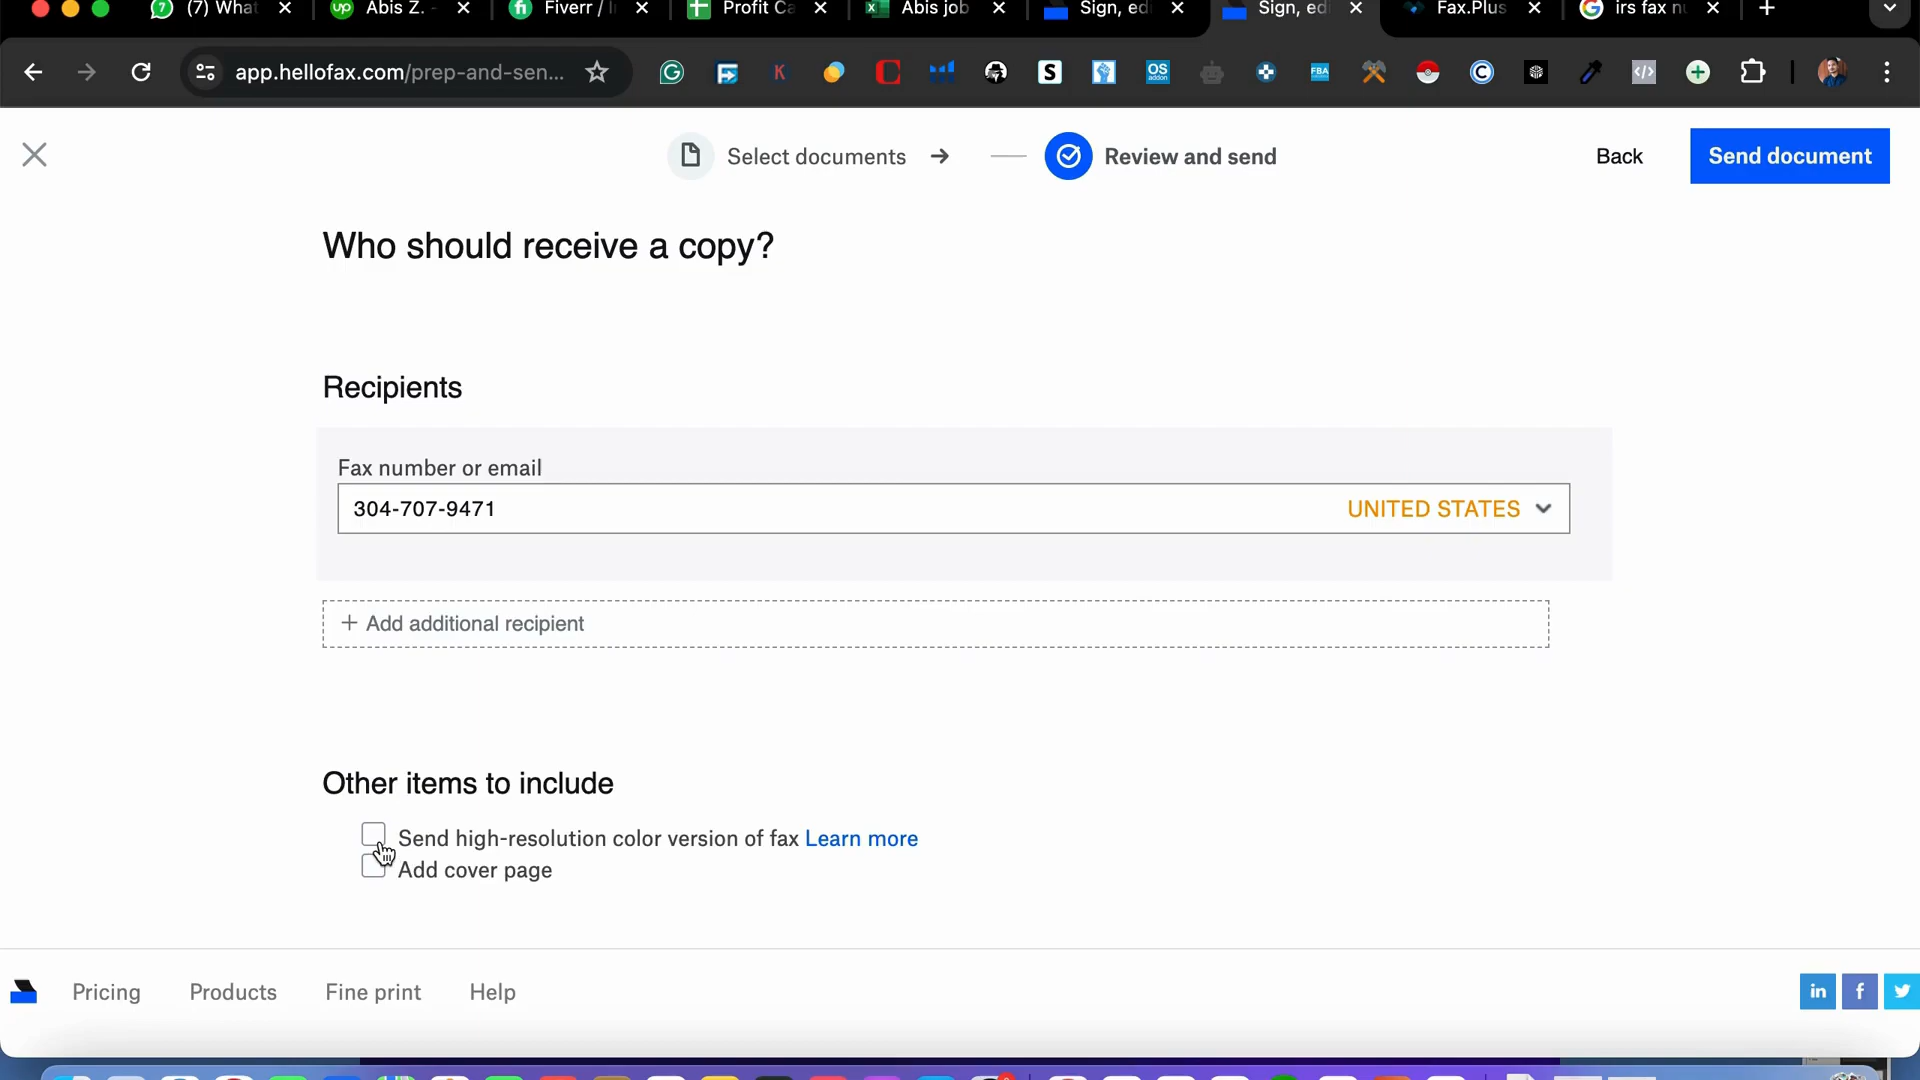 (7) What
Abis Z. -
Fiverr / I
Profit Ca
Abis job
Sign, edi
Sign, edi
Fax.Plus
irs fax nu
app.hellofax.com/prep-and-sen...
Select documents
Review and send
Back
Send document
Who should receive a copy?
Recipients
Fax number or email
304-707-9471
UNITED STATES
+ Add additional recipient
Other items to include
Send high-resolution color version of fax Learn more
Add cover page
Pricing
Products
Fine print
Help